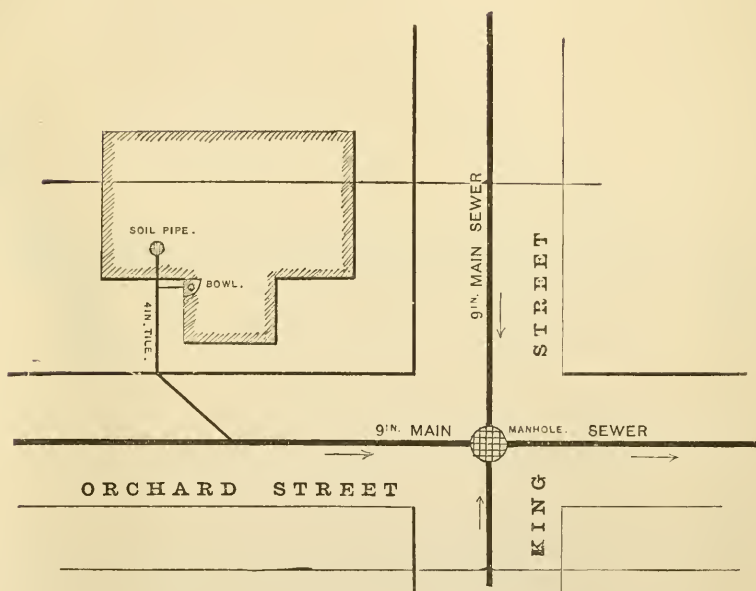 SOIL PIPE.
BOWL.
4IN. TILE.
9IN. MAIN SEWER
KING STREET
9IN. MAIN MANHOLE. SEWER
ORCHARD STREET